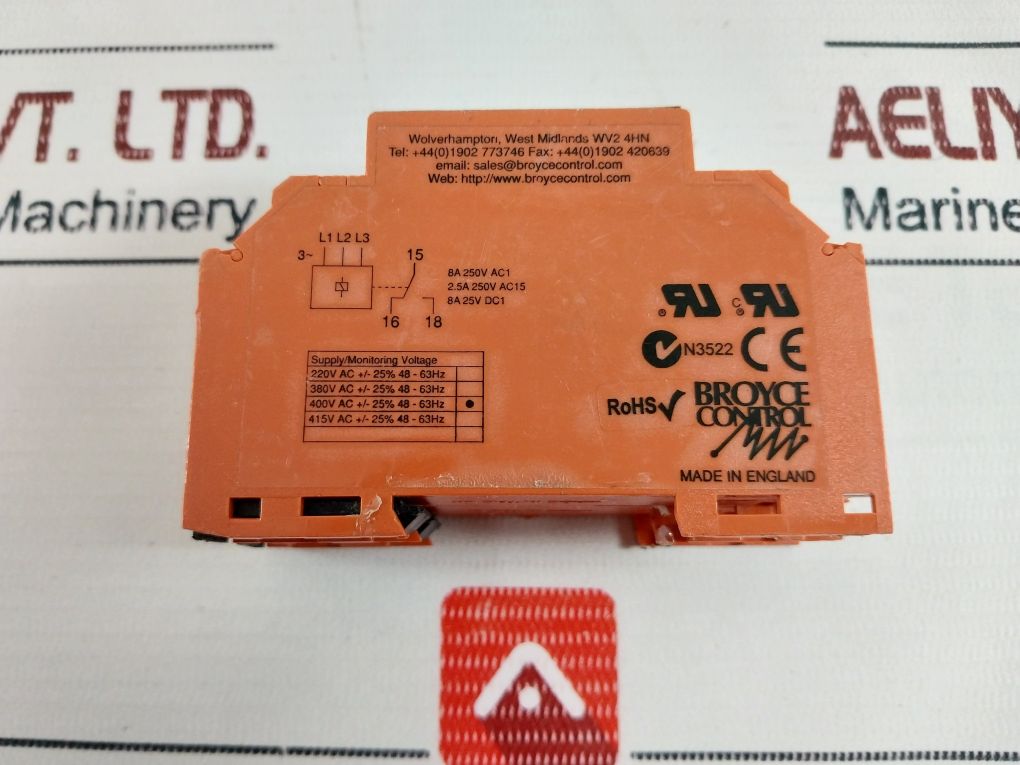 VT. LTD.
Machinery
AELIY
Marine
Wolverhampton, West Midlands WV2 4HN
Tel: +44(0)1902 773746 Fax: +44(0)1902 420639
email: sales@broycecontrol.com
Web: http://www.broycecontrol.com
L1 L2 L3
3~
15
16 18
8A 250V AC1
2.5A 250V AC15
8A 25V DC1
Supply/Monitoring Voltage
220V AC +/- 25% 48 - 63Hz
380V AC +/- 25% 48 - 63Hz
400V AC +/- 25% 48 - 63Hz ●
415V AC +/- 25% 48 - 63Hz
RU ® c RU ®
N3522 CE
RoHS✓
BROYCE
CONTROL
MADE IN ENGLAND